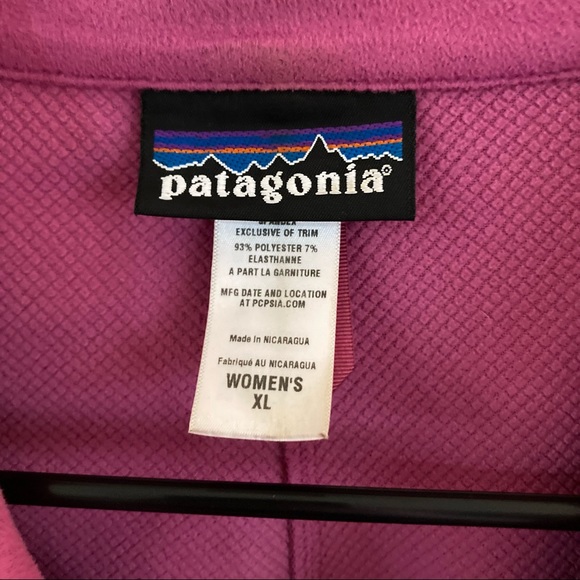 patagonia®
SPANDEX
EXCLUSIVE OF TRIM
93% POLYESTER 7%
ELASTHANNE
A PART LA GARNITURE
MFG DATE AND LOCATION
AT PCPSIA.COM
Made in NICARAGUA
Fabriqué AU NICARAGUA
WOMEN'S
XL